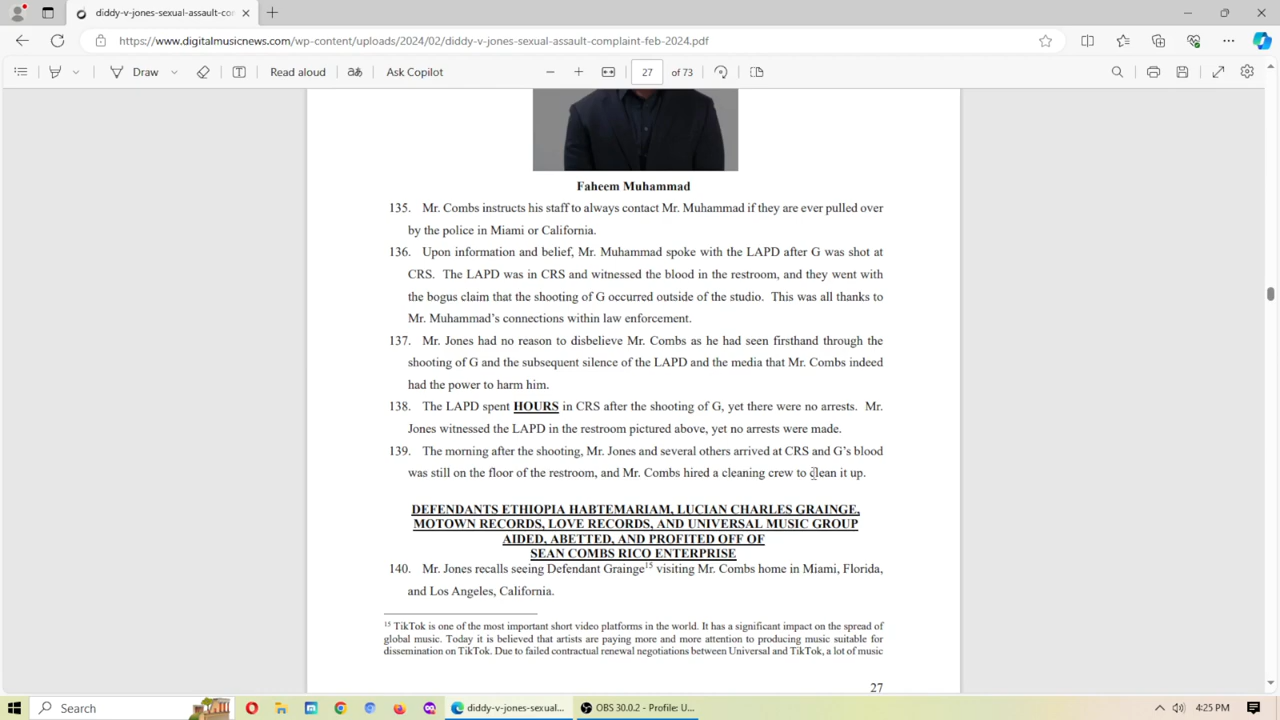 diddy-v-jones-sexual-assault-con
https://www.digitalmusicnews.com/wp-content/uploads/2024/02/diddy-v-jones-sexual-assault-complaint-feb-2024.pdf
Draw
Read aloud
Ask Copilot
27 of 73
Faheem Muhammad
135. Mr. Combs instructs his staff to always contact Mr. Muhammad if they are ever pulled over
by the police in Miami or California.
136. Upon information and belief, Mr. Muhammad spoke with the LAPD after G was shot at
CRS. The LAPD was in CRS and witnessed the blood in the restroom, and they went with
the bogus claim that the shooting of G occurred outside of the studio. This was all thanks to
Mr. Muhammad's connections within law enforcement.
137. Mr. Jones had no reason to disbelieve Mr. Combs as he had seen firsthand through the
shooting of G and the subsequent silence of the LAPD and the media that Mr. Combs indeed
had the power to harm him.
138. The LAPD spent HOURS in CRS after the shooting of G, yet there were no arrests. Mr.
Jones witnessed the LAPD in the restroom pictured above, yet no arrests were made.
139. The morning after the shooting, Mr. Jones and several others arrived at CRS and G's blood
was still on the floor of the restroom, and Mr. Combs hired a cleaning crew to clean it up.
DEFENDANTS ETHIOPIA HABTEMARIAM, LUCIAN CHARLES GRAINGE,
MOTOWN RECORDS, LOVE RECORDS, AND UNIVERSAL MUSIC GROUP
AIDED, ABETTED, AND PROFITED OFF OF
SEAN COMBS RICO ENTERPRISE
140. Mr. Jones recalls seeing Defendant Grainge15 visiting Mr. Combs home in Miami, Florida,
and Los Angeles, California.
15 TikTok is one of the most important short video platforms in the world. It has a significant impact on the spread of
global music. Today it is believed that artists are paying more and more attention to producing music suitable for
dissemination on TikTok. Due to failed contractual renewal negotiations between Universal and TikTok, a lot of music
27
Search
diddy-v-jones-sexual...
OBS 30.0.2 - Profile: U...
4:25 PM